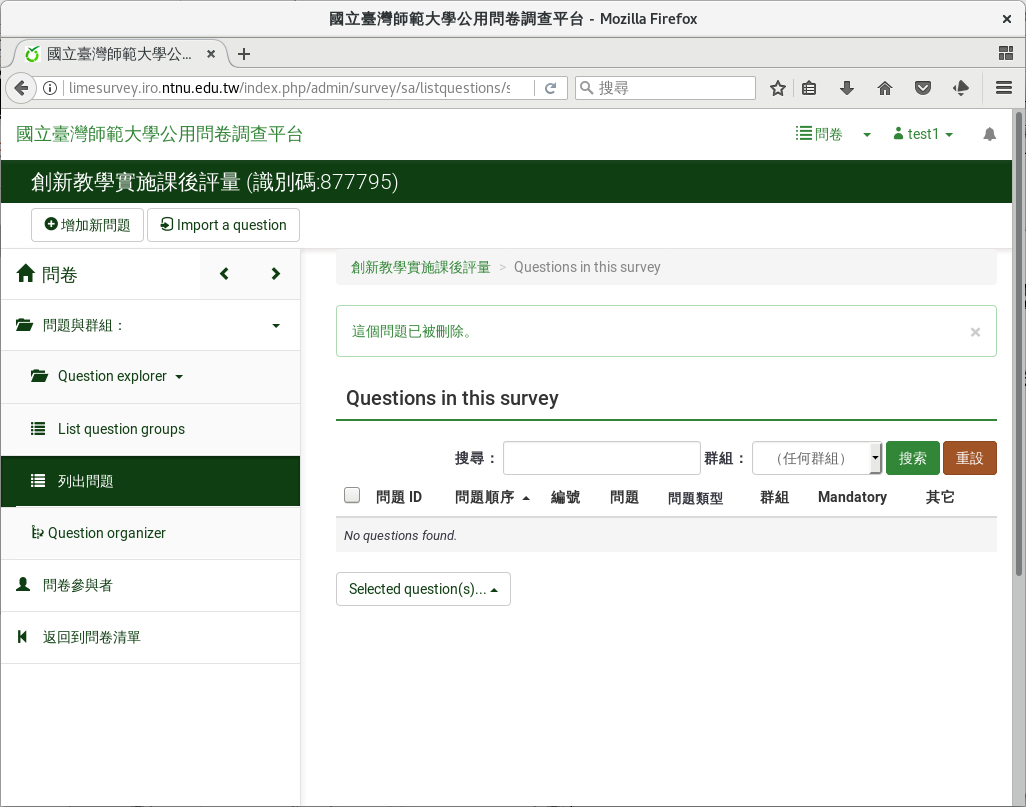 國立臺灣師範大學公用問卷調查平台 - Mozilla Firefox
國立臺灣師範大學公...
limesurvey.iro.ntnu.edu.tw/index.php/admin/survey/sa/listquestions/s
搜尋
國立臺灣師範大學公用問卷調查平台
問卷
test1
創新教學實施課後評量 (識別碼:877795)
增加新問題
Import a question
問卷
創新教學實施課後評量 > Questions in this survey
問題與群組：
這個問題已被刪除。
Question explorer
List question groups
列出問題
Question organizer
問卷參與者
返回到問卷清單
Questions in this survey
搜尋：
群組：
（任何群組）
搜索
重設
問題 ID 問題順序 編號 問題 問題類型 群組 Mandatory 其它
No questions found.
Selected question(s)...